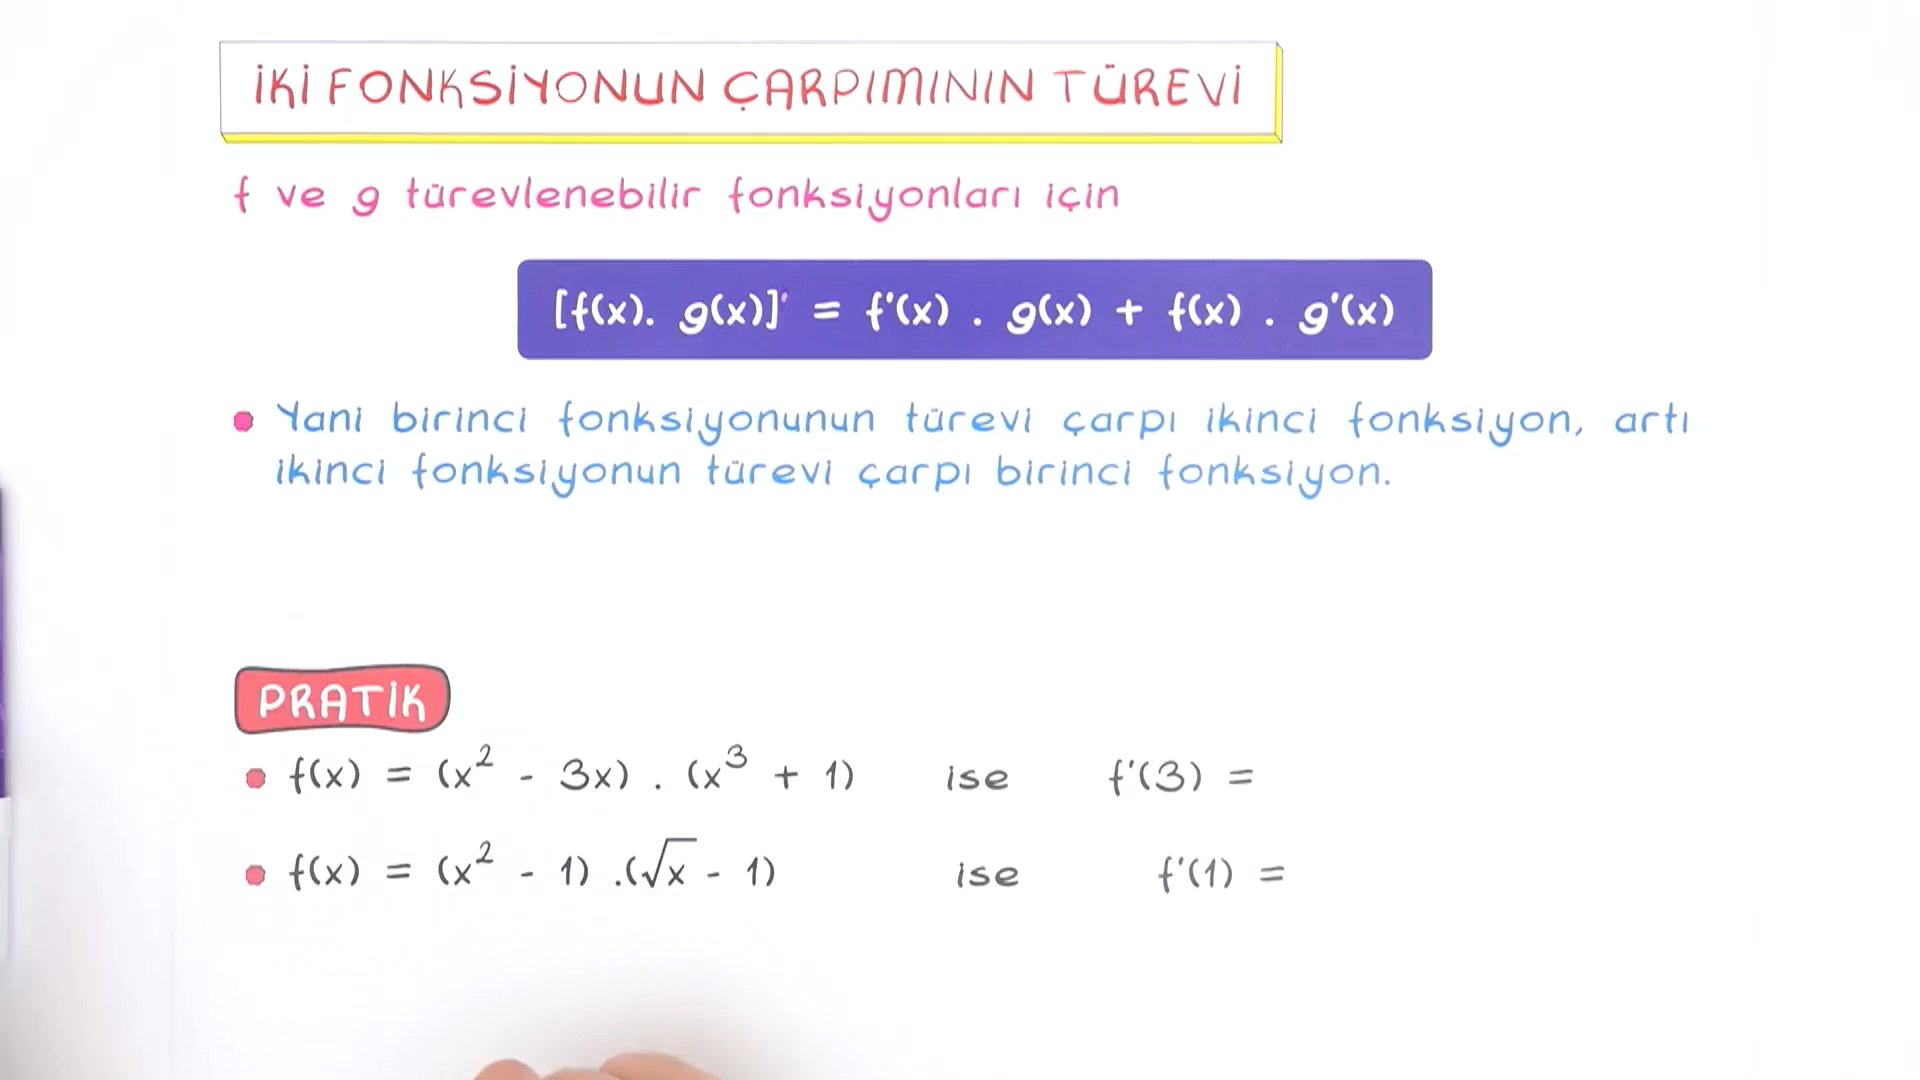 İKİ FONKSİYONUN ÇARPIMININ TÜREVİ
f ve g türevlenebilir fonksiyonları için
[f(x). g(x)]' = f'(x) . g(x) + f(x) . g'(x)
• Yani birinci fonksiyonunun türevi çarpı ikinci fonksiyon, artı
ikinci fonksiyonun türevi çarpı birinci fonksiyon.
PRATİK
• f(x) = (x² - 3x) . (x³ + 1) ise f'(3) =
• f(x) = (x² - 1) .(√x - 1) ise f'(1) =